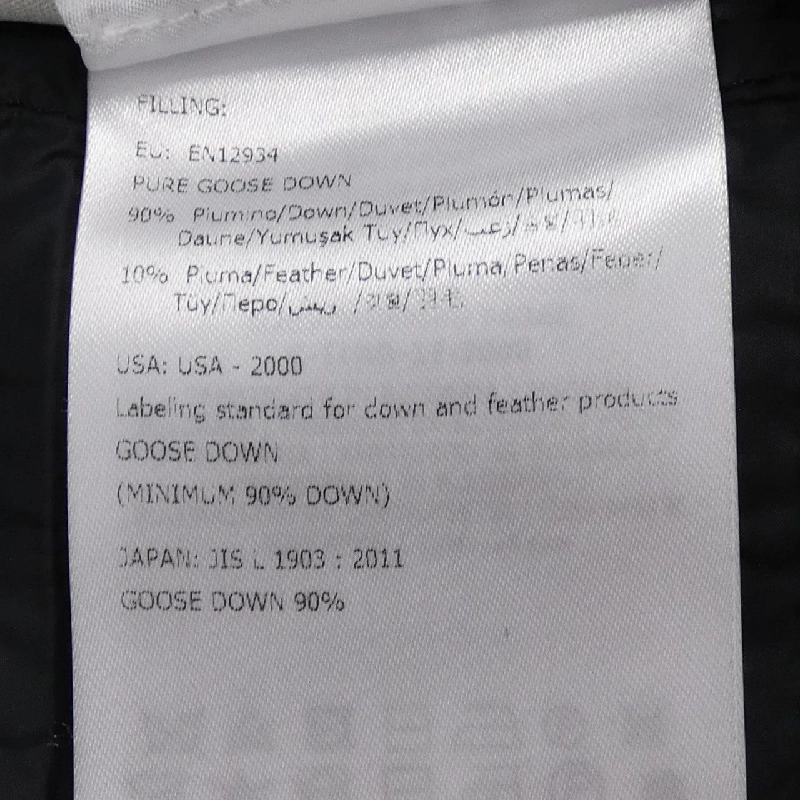 FILLING:
EU: EN12934
PURE GOOSE DOWN
90% Piumino/Down/Duvet/Plumón/Plumas/
Daune/Yumuşak Tüy/Пух/زغب/
10% Piuma/Feather/Duvet/Pluma/Penas/Feder/
Tüy/Перо/ريش/
USA: USA - 2000
Labeling standard for down and feather products
GOOSE DOWN
(MINIMUM 90% DOWN)
JAPAN: JIS L 1903 : 2011
GOOSE DOWN 90%